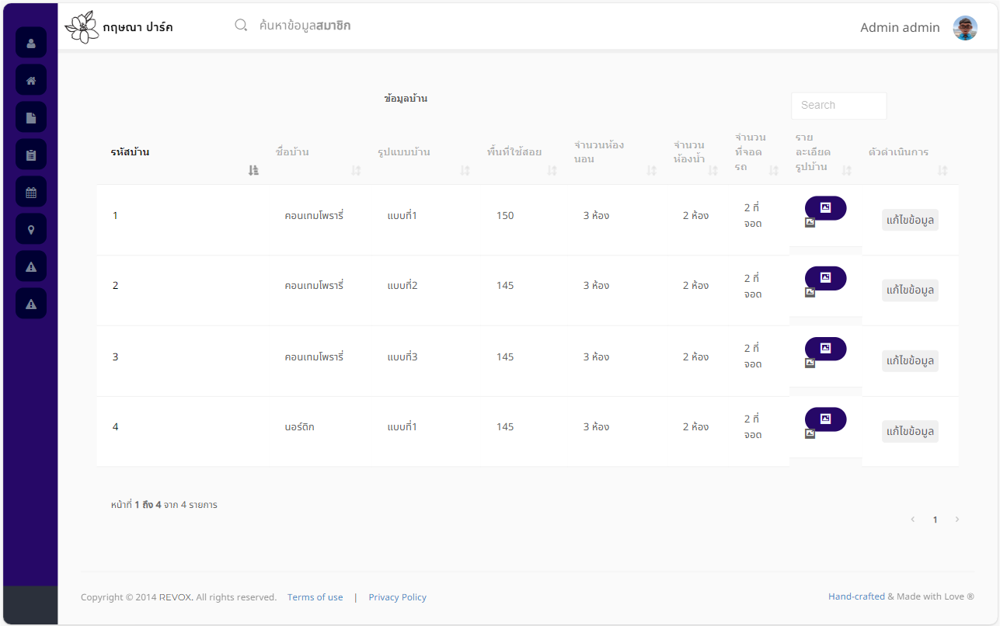 กฤษณา ปาร์ค
ค้นหาข้อมูลสมาชิก
Admin admin
ข้อมูลบ้าน
Search
รหัสบ้าน
ชื่อบ้าน
รูปแบบบ้าน
พื้นที่ใช้สอย
จำนวนห้อง
นอน
จำนวน
ห้องน้ำ
จำนวน
ที่จอด
รถ
ราย
ละเอียด
รูปบ้าน
ตัวดำเนินการ
1
คอนเทมโพรารี่
แบบที่1
150
3 ห้อง
2 ห้อง
2 ที่
จอด
แก้ไขข้อมูล
2
คอนเทมโพรารี่
แบบที่2
145
3 ห้อง
2 ห้อง
2 ที่
จอด
แก้ไขข้อมูล
3
คอนเทมโพรารี่
แบบที่3
145
3 ห้อง
2 ห้อง
2 ที่
จอด
แก้ไขข้อมูล
4
นอร์ดิก
แบบที่1
145
3 ห้อง
2 ห้อง
2 ที่
จอด
แก้ไขข้อมูล
หน้าที่ 1 ถึง 4 จาก 4 รายการ
1
Copyright © 2014 REVOX. All rights reserved. Terms of use | Privacy Policy
Hand-crafted & Made with Love ®